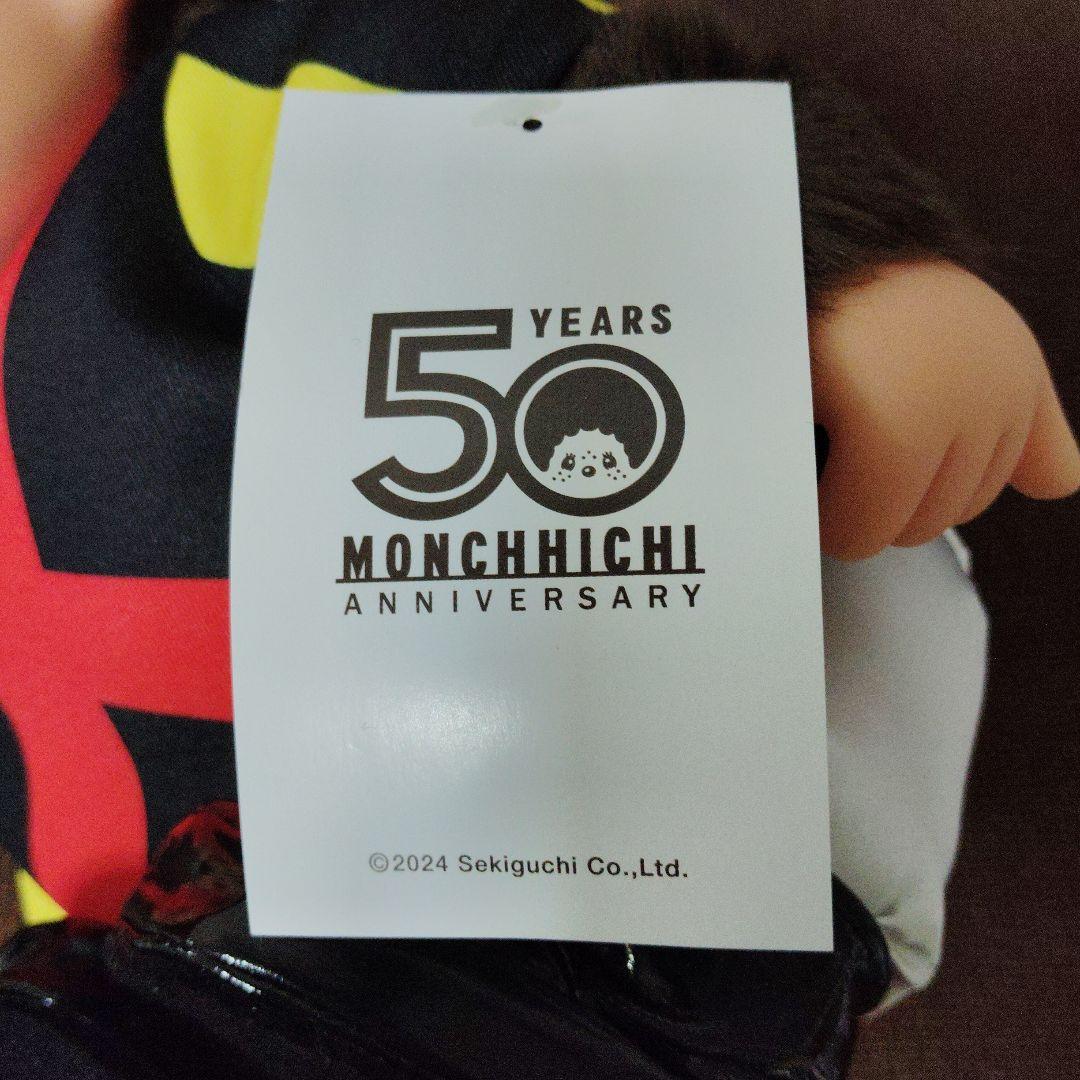 50 YEARS
MONCHHICHI
ANNIVERSARY
©2024 Sekiguchi Co.,Ltd.